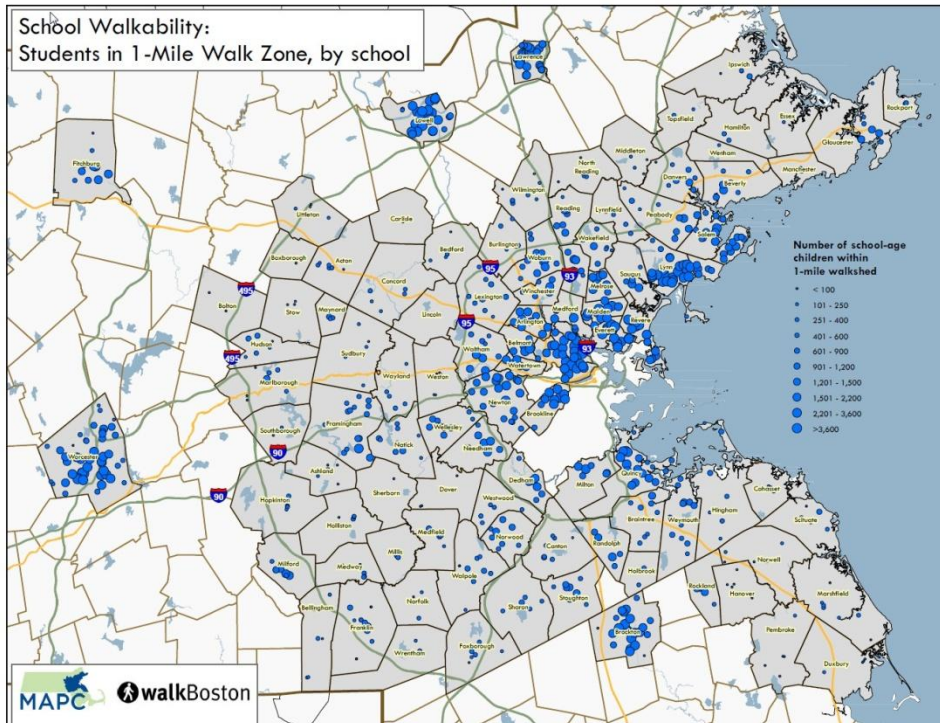 School Walkability:
Students in 1-Mile Walk Zone, by school
Lawrence
Ipswich
Lowell
Rockport
Topsfield
Essex
Hamilton
Gloucester
Middleton
Wenham
Fitchburg
North
Reading
Manchester
Danvers
Beverly
Wilmington
Reading
Lynnfield
Peabody
Littleton
Carlisle
Salem
Burlington
Wakefield
Boxborough
Acton
Bedford
Woburn
Concord
95
93
Saugus
Lynn
495
Lexington
Winchester
Melrose
Bolton
Stow
Maynard
Lincoln
Arlington
Medford
Malden
Revere
95
Everett
Hudson
Sudbury
Waltham
Belmont
93
495
Watertown
Marlborough
Wayland
Weston
Newton
Brookline
Southborough
Framingham
Natick
Wellesley
Needham
Worcester
90
90
Ashland
Sherborn
Dover
Dedham
Milton
Quincy
Hopkinton
Westwood
Cohasset
Holliston
Medfield
Norwood
Canton
Braintree
Weymouth
Hingham
Scituate
Randolph
Milford
Medway
Millis
Walpole
Holbrook
Norwell
Bellingham
Norfolk
Sharon
Stoughton
Rockland
Hanover
Marshfield
Franklin
Wrentham
Foxborough
Brockton
Pembroke
Duxbury
Number of school-age
children within
1-mile walkshed
< 100
101 - 250
251 - 400
401 - 600
601 - 900
901 - 1,200
1,201 - 1,500
1,501 - 2,200
2,201 - 3,600
>3,600
MAPC
walkBoston